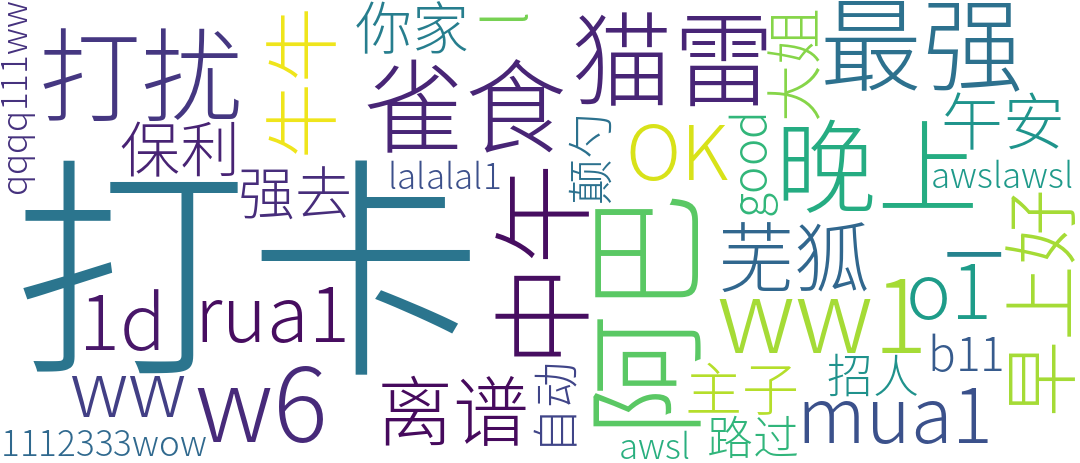 qqq111ww
打扰
打卡
保利
强去
你家
一
十
十
雀食
lalalal1
猫雷
颠勺
OK
good
大姐
最强
午安
awslawsl
晚上
中午
阿巴
芜狐
早上好
o1
一
1d
rua1
ww
w6
1112333wow
离谱
自动
awsl
路过
主子
ww1
招人
b11
mua1